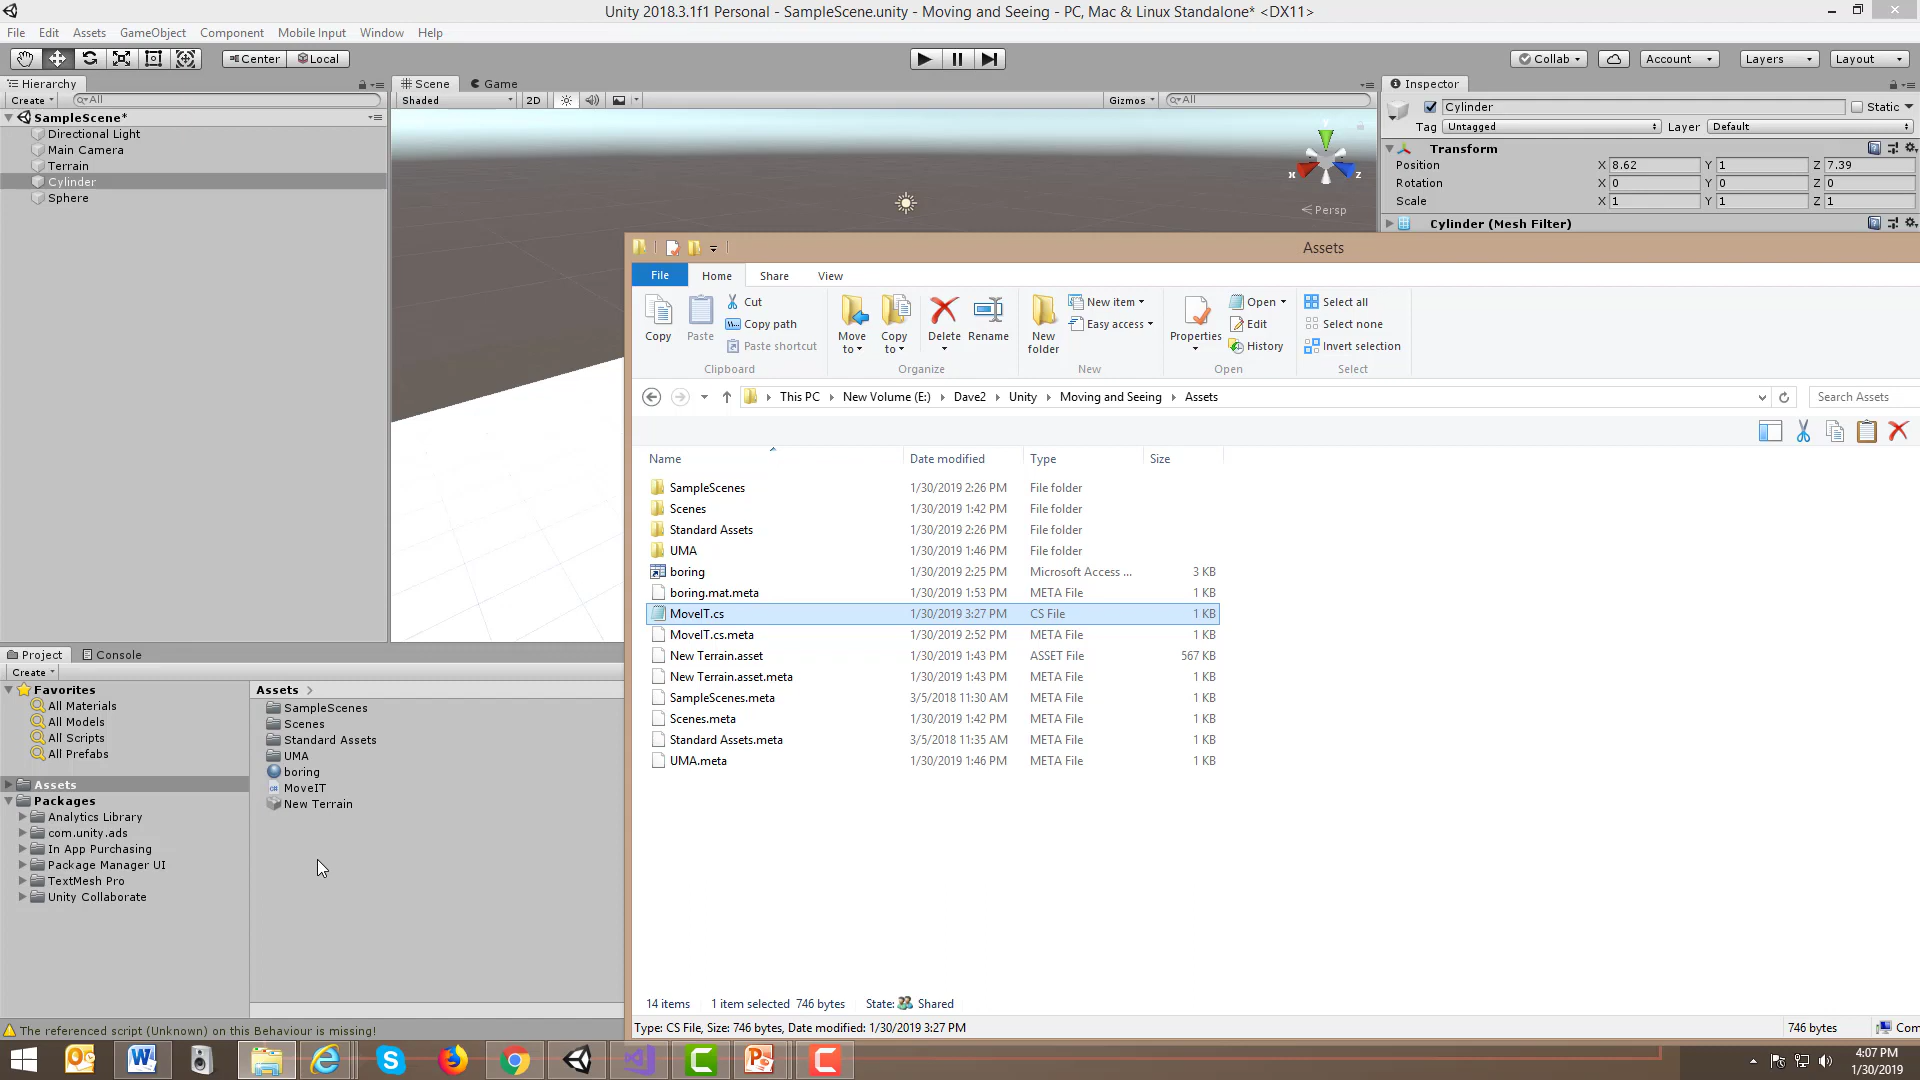 Unity 2018.3.1f1 Personal - SampleScene.unity - Moving and Seeing - PC, Mac & Linux Standalone* <DX11>
File Edit Assets GameObject Component Mobile Input Window Help
Center Local Collab Account Layers Layout
Hierarchy
Create All
SampleScene*
Directional Light
Main Camera
Terrain
Cylinder
Sphere
Scene Game
Shaded 2D Gizmos All
y
x z
Persp
Inspector
Cylinder Static
Tag Untagged Layer Default
Transform
Position X 8.62 Y 1 Z 7.39
Rotation X 0 Y 0 Z 0
Scale X 1 Y 1 Z 1
Cylinder (Mesh Filter)
Assets
File Home Share View
Copy Paste Cut Copy path Paste shortcut
Clipboard
Move to Copy to Delete Rename
Organize
New folder New item Easy access
New
Properties Open Edit History
Open
Select all Select none Invert selection
Select
This PC New Volume (E:) Dave2 Unity Moving and Seeing Assets
Search Assets
Name Date modified Type Size
SampleScenes 1/30/2019 2:26 PM File folder
Scenes 1/30/2019 1:42 PM File folder
Standard Assets 1/30/2019 2:26 PM File folder
UMA 1/30/2019 1:46 PM File folder
boring 1/30/2019 2:25 PM Microsoft Access ... 3 KB
boring.mat.meta 1/30/2019 1:53 PM META File 1 KB
MoveIT.cs 1/30/2019 3:27 PM CS File 1 KB
MoveIT.cs.meta 1/30/2019 2:52 PM META File 1 KB
New Terrain.asset 1/30/2019 1:43 PM ASSET File 567 KB
New Terrain.asset.meta 1/30/2019 1:43 PM META File 1 KB
SampleScenes.meta 3/5/2018 11:30 AM META File 1 KB
Scenes.meta 1/30/2019 1:42 PM META File 1 KB
Standard Assets.meta 3/5/2018 11:35 AM META File 1 KB
UMA.meta 1/30/2019 1:46 PM META File 1 KB
14 items 1 item selected 746 bytes State: Shared
Type: CS File, Size: 746 bytes, Date modified: 1/30/2019 3:27 PM 746 bytes Com
Project Console
Create
Favorites
All Materials
All Models
All Scripts
All Prefabs
Assets
Packages
Analytics Library
com.unity.ads
In App Purchasing
Package Manager UI
TextMesh Pro
Unity Collaborate
Assets
SampleScenes
Scenes
Standard Assets
UMA
boring
MoveIT
New Terrain
The referenced script (Unknown) on this Behaviour is missing!
4:07 PM
1/30/2019